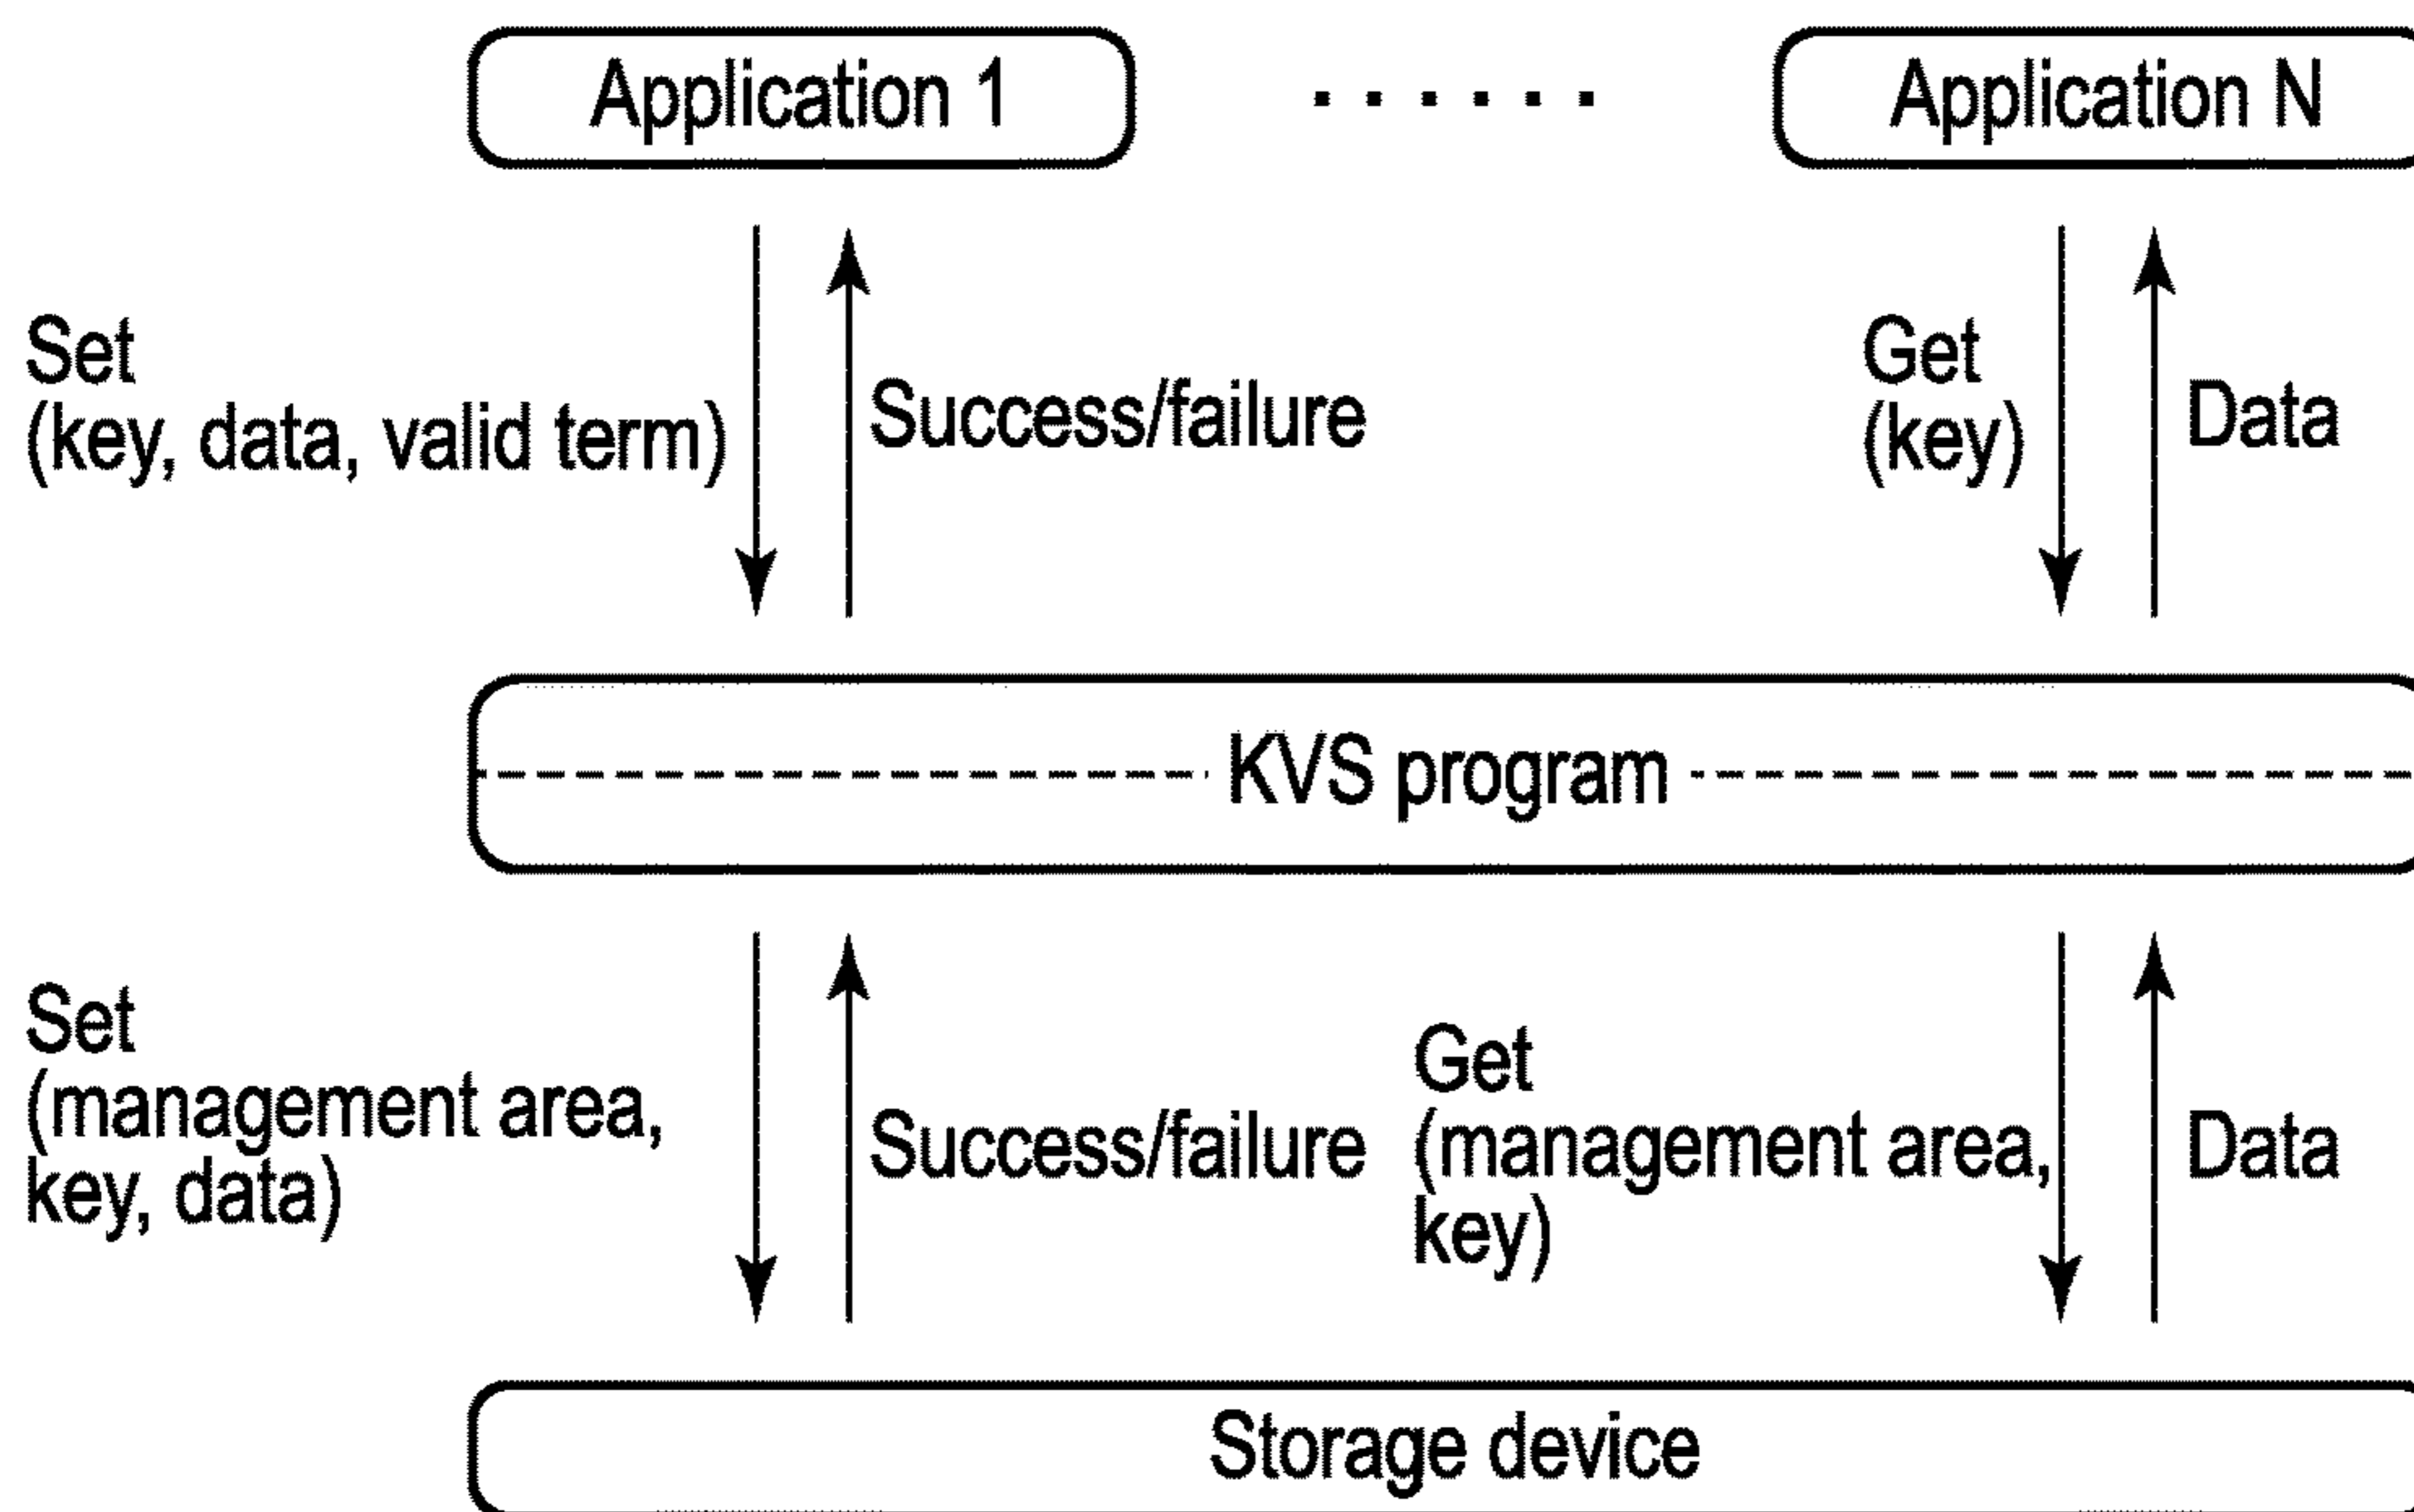 Application 1
......
Application N
Set
(key, data, valid term)
Success/failure
Get
(key)
Data
KVS program
Set
(management area,
key, data)
Success/failure
Get
(management area,
key)
Data
Storage device